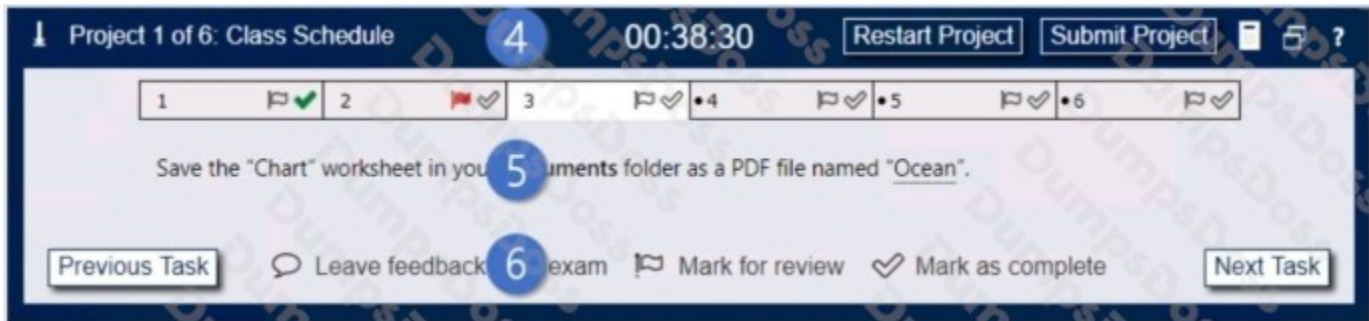 Project 1 of 6: Class Schedule 4 00:38:30 Restart Project Submit Project ?
1 2 3 •4 •5 •6
Save the "Chart" worksheet in you 5 uments folder as a PDF file named "Ocean".
Previous Task Leave feedback 6 exam Mark for review Mark as complete Next Task
DumpsDoss